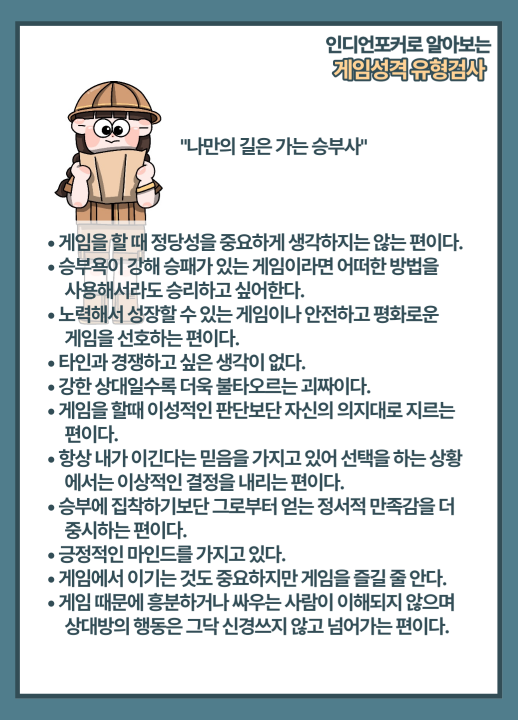 인디언포커로 알아보는
게임성격 유형검사
"나만의 길은 가는 승부사"
• 게임을 할 때 정당성을 중요하게 생각하지는 않는 편이다.
• 승부욕이 강해 승패가 있는 게임이라면 어떠한 방법을
사용해서라도 승리하고 싶어한다.
• 노력해서 성장할 수 있는 게임이나 안전하고 평화로운
게임을 선호하는 편이다.
• 타인과 경쟁하고 싶은 생각이 없다.
• 강한 상대일수록 더욱 불타오르는 괴짜이다.
• 게임을 할때 이성적인 판단보단 자신의 의지대로 지르는
편이다.
• 항상 내가 이긴다는 믿음을 가지고 있어 선택을 하는 상황
에서는 이상적인 결정을 내리는 편이다.
• 승부에 집착하기보단 그로부터 얻는 정서적 만족감을 더
중시하는 편이다.
• 긍정적인 마인드를 가지고 있다.
• 게임에서 이기는 것도 중요하지만 게임을 즐길 줄 안다.
• 게임 때문에 흥분하거나 싸우는 사람이 이해되지 않으며
상대방의 행동은 그닥 신경쓰지 않고 넘어가는 편이다.